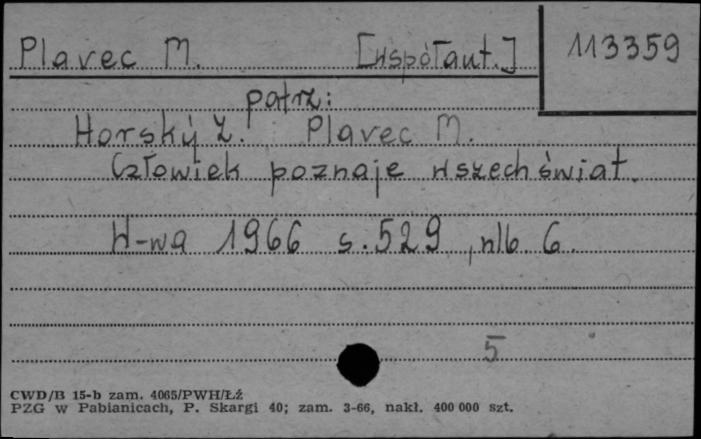 Plavec M. [współaut.] 113359
patrz:
Horský Z. Plavec M.
Człowiek poznaje wszechświat.
W-wa 1966 s. 529, nlb 6.
5
CWD/B 15-b zam. 4065/PWH/Łź
PZG w Pabianicach, P. Skargi 40; zam. 3-66, nakł. 400 000 szt.